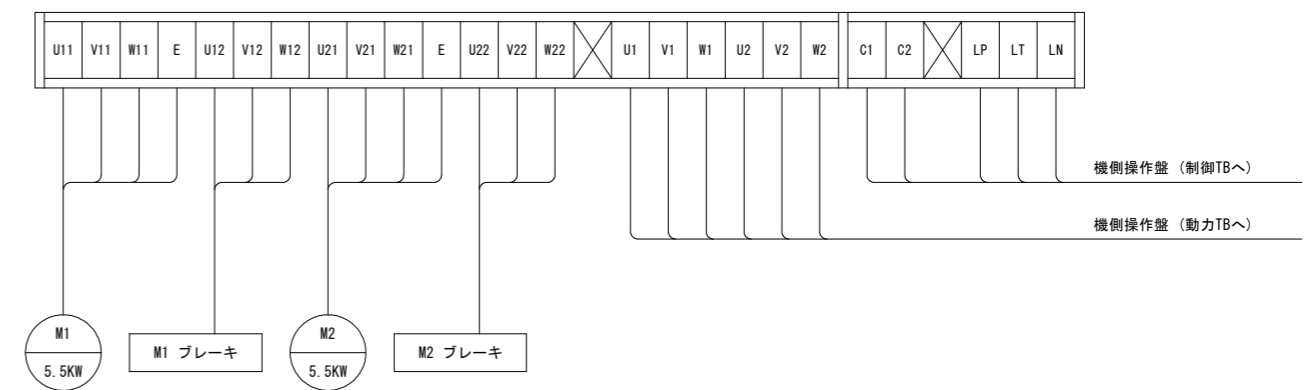 U11 V11 W11 E U12 V12 W12 U21 V21 W21 E U22 V22 W22 U1 V1 W1 U2 V2 W2 C1 C2 LP LT LN
機側操作盤 (制御TBへ)
機側操作盤 (動力TBへ)
M1
5.5KW
M1 ブレーキ
M2
5.5KW
M2 ブレーキ